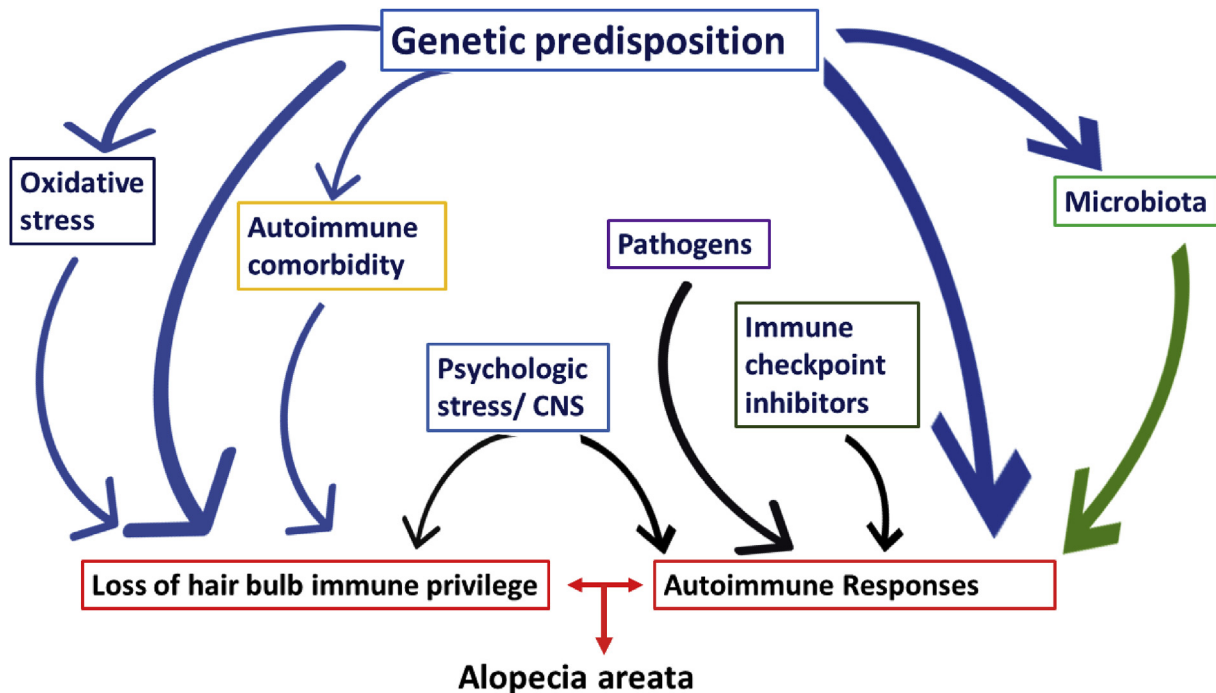 Genetic predisposition
Oxidative
stress
Autoimmune
comorbidity
Pathogens
Microbiota
Psychologic
stress/ CNS
Immune
checkpoint
inhibitors
Loss of hair bulb immune privilege
Autoimmune Responses
Alopecia areata